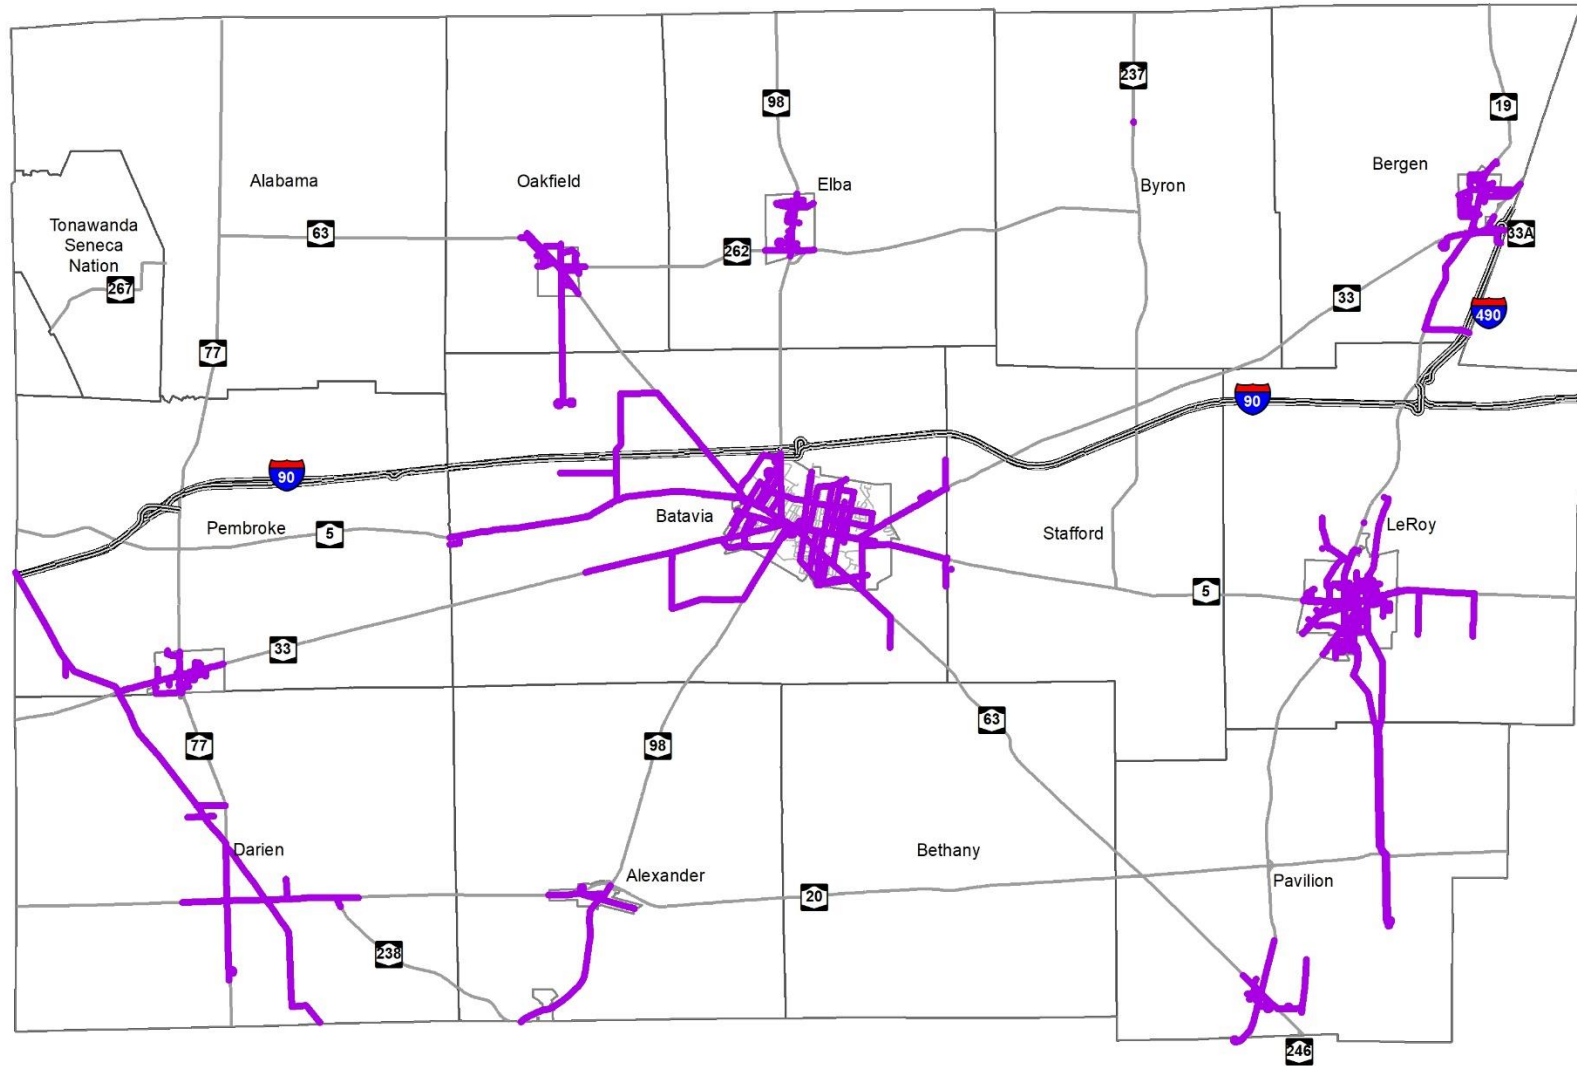 237
98
19
Bergen
Alabama
Oakfield
Elba
Byron
Tonawanda
Seneca
Nation
63
33A
262
267
33
490
77
90
90
Batavia
LeRoy
Pembroke
5
Stafford
5
33
63
77
98
Darien
Bethany
Alexander
Pavilion
20
238
246